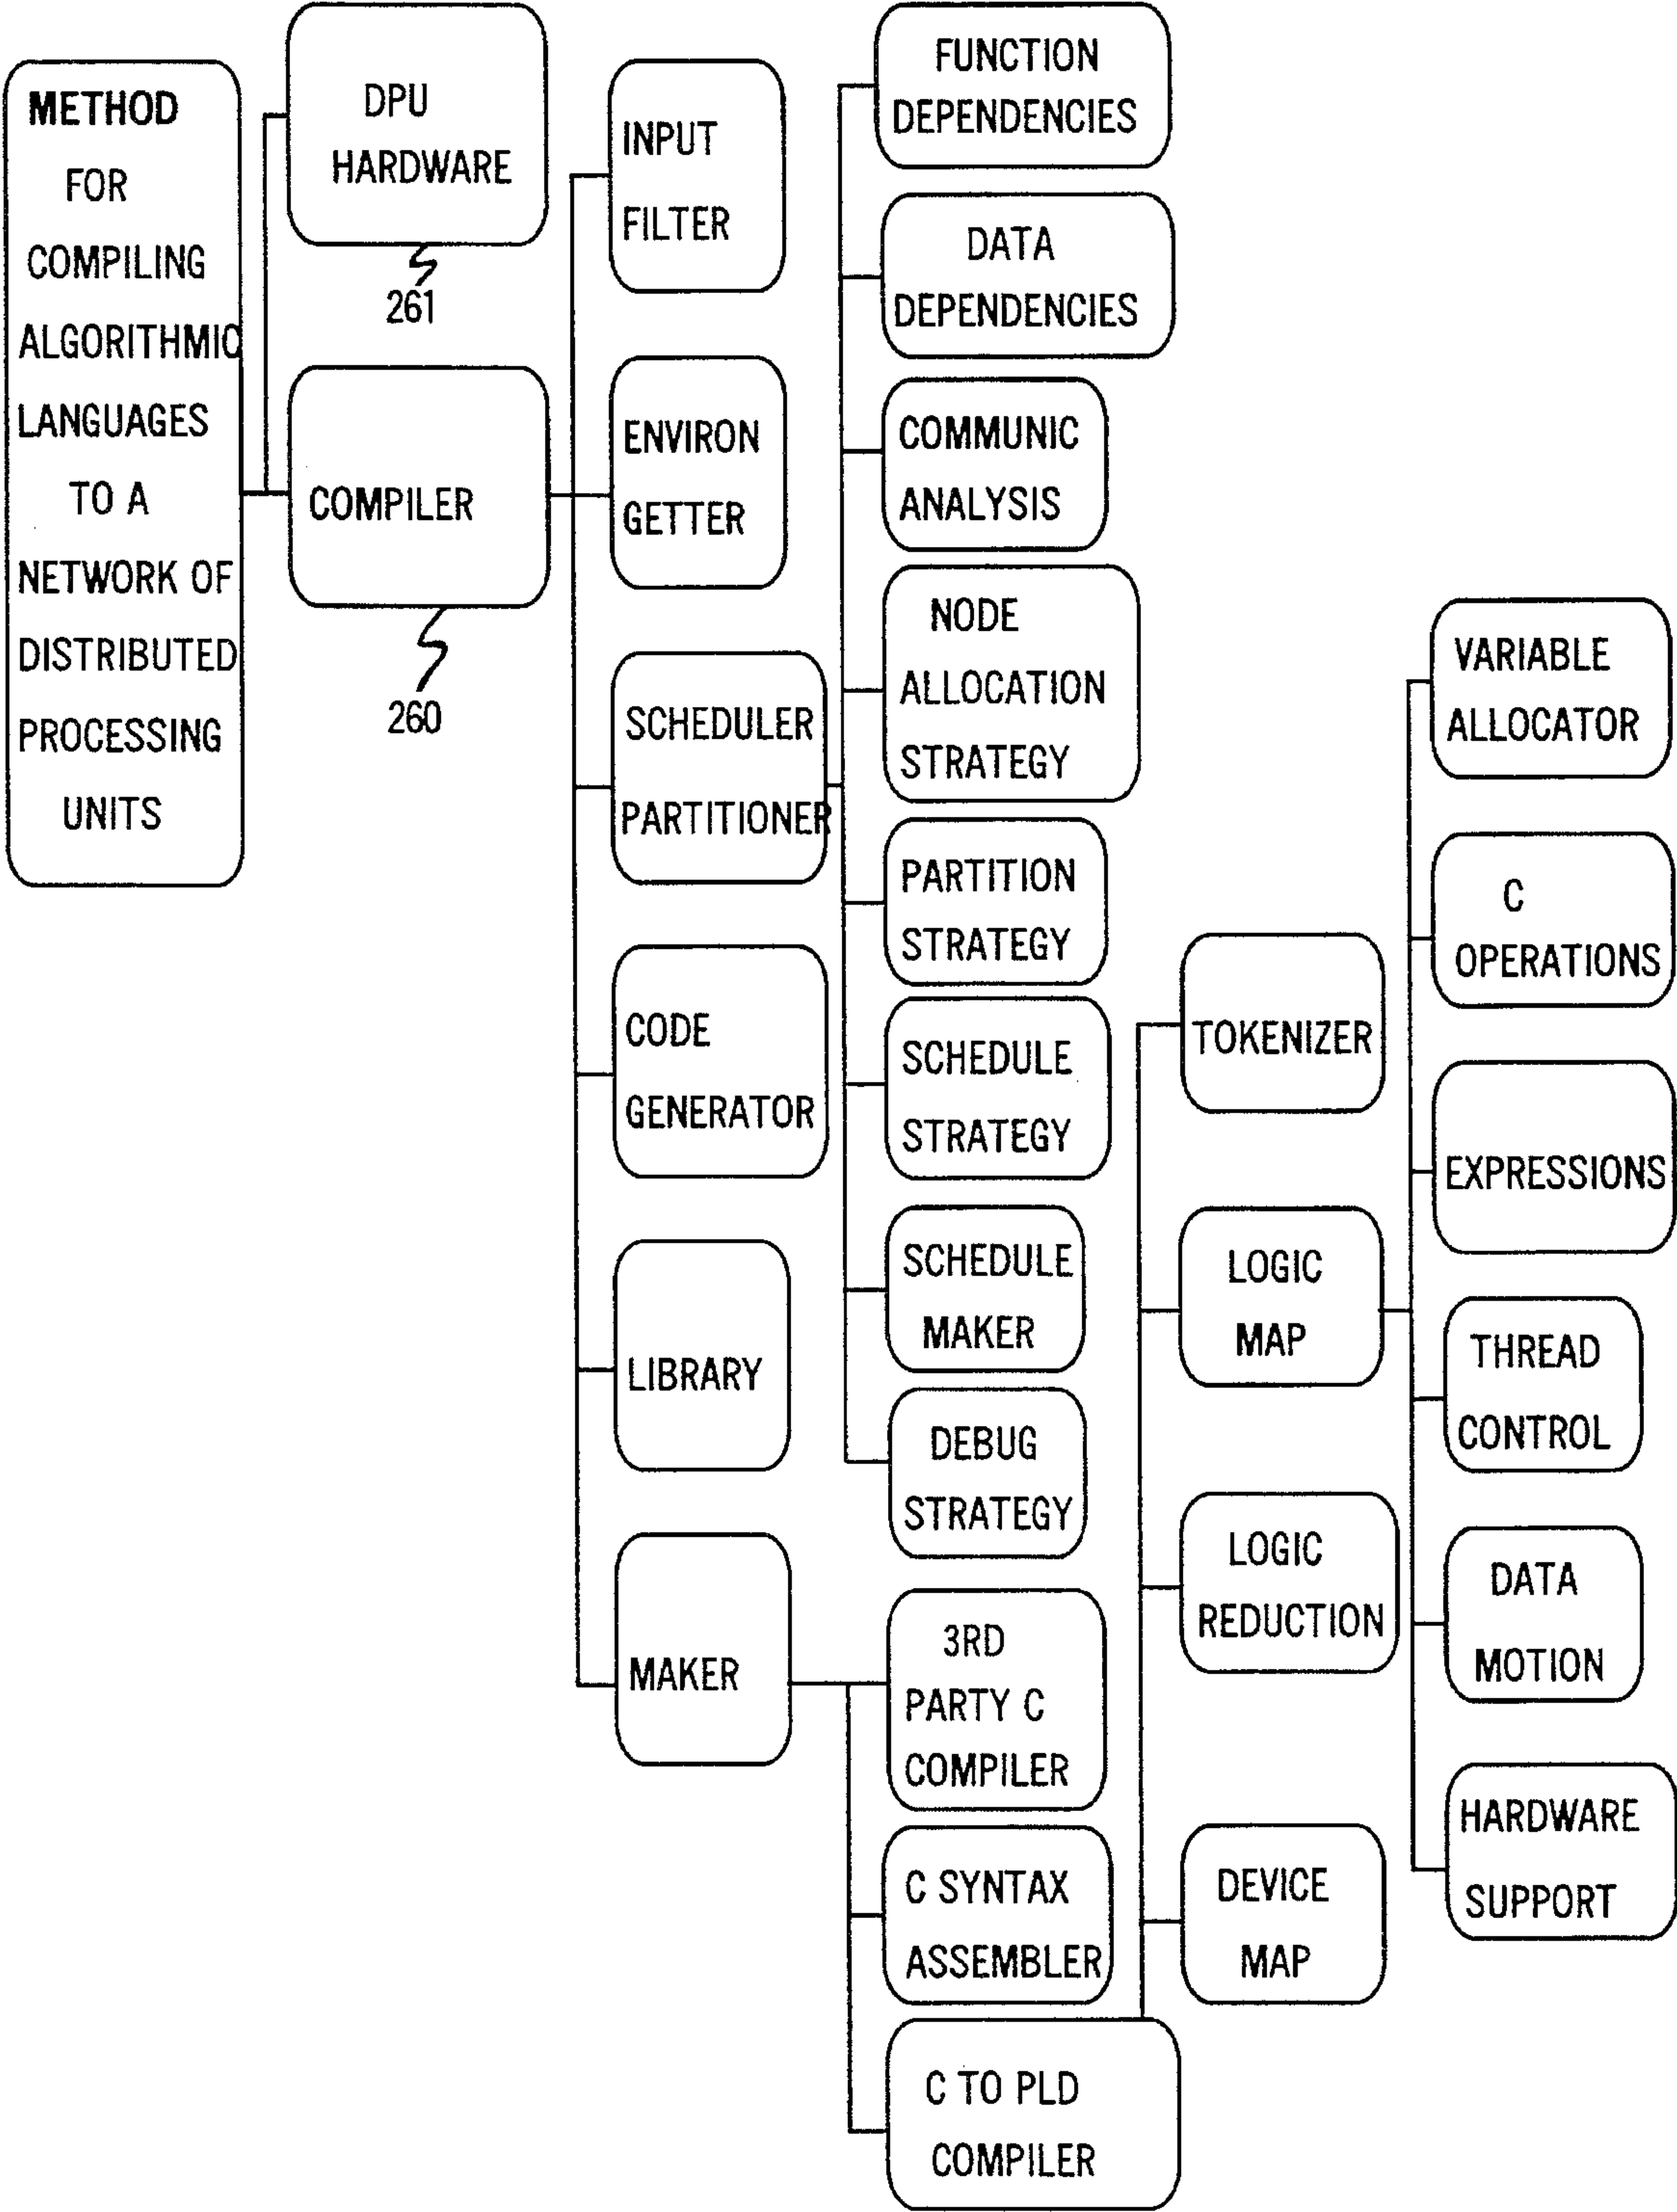 METHOD
FOR
COMPILING
ALGORITHMIC
LANGUAGES
TO A
NETWORK OF
DISTRIBUTED
PROCESSING
UNITS
DPU
HARDWARE
261
COMPILER
260
INPUT
FILTER
ENVIRON
GETTER
SCHEDULER
PARTITIONER
CODE
GENERATOR
LIBRARY
MAKER
FUNCTION
DEPENDENCIES
DATA
DEPENDENCIES
COMMUNIC
ANALYSIS
NODE
ALLOCATION
STRATEGY
PARTITION
STRATEGY
SCHEDULE
STRATEGY
SCHEDULE
MAKER
DEBUG
STRATEGY
3RD
PARTY C
COMPILER
C SYNTAX
ASSEMBLER
C TO PLD
COMPILER
TOKENIZER
LOGIC
MAP
LOGIC
REDUCTION
DEVICE
MAP
VARIABLE
ALLOCATOR
C
OPERATIONS
EXPRESSIONS
THREAD
CONTROL
DATA
MOTION
HARDWARE
SUPPORT